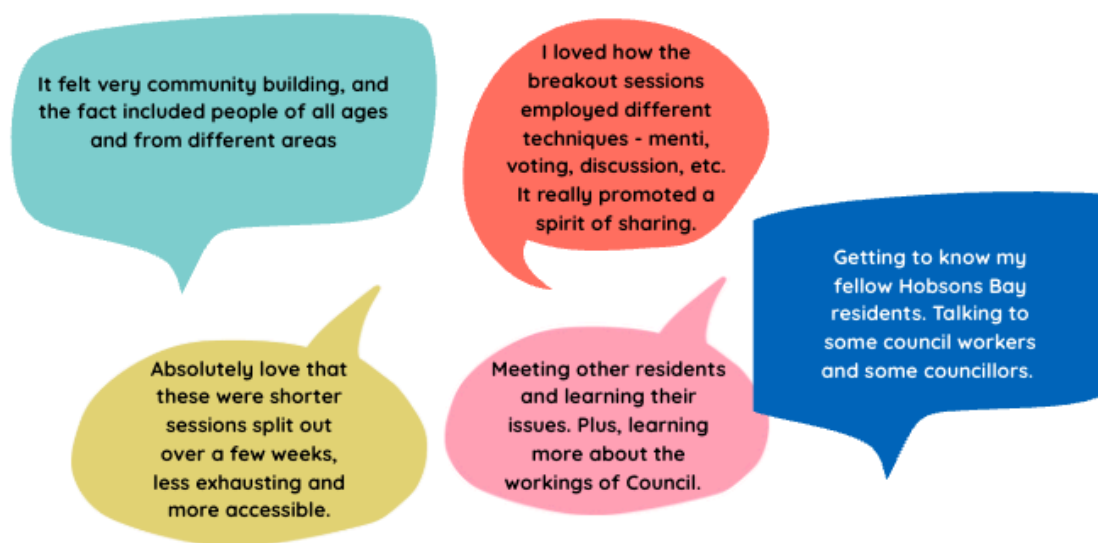 It felt very community building, and
the fact included people of all ages
and from different areas
I loved how the
breakout sessions
employed different
techniques - menti,
voting, discussion, etc.
It really promoted a
spirit of sharing.
Getting to know my
fellow Hobsons Bay
residents. Talking to
some council workers
and some councillors.
Absolutely love that
these were shorter
sessions split out
over a few weeks,
less exhausting and
more accessible.
Meeting other residents
and learning their
issues. Plus, learning
more about the
workings of Council.